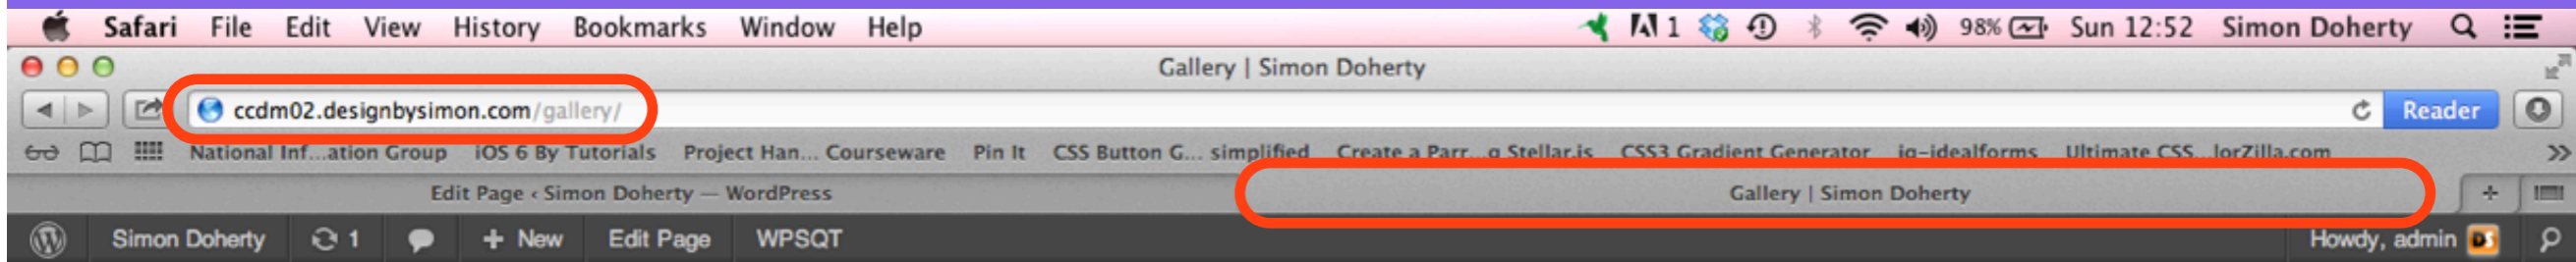 Safari File Edit View History Bookmarks Window Help 1 98% Sun 12:52 Simon Doherty
Gallery | Simon Doherty
ccdm02.designbysimon.com/gallery/ Reader
National Inf...ation Group iOS 6 By Tutorials Project Han... Courseware Pin It CSS Button G... simplified Create a Parr...g Stellar.js CSS3 Gradient Generator jq-idealforms Ultimate CSS...lorZilla.com »
Edit Page ‹ Simon Doherty — WordPress Gallery | Simon Doherty +
Simon Doherty 1 + New Edit Page WPSQT Howdy, admin DS